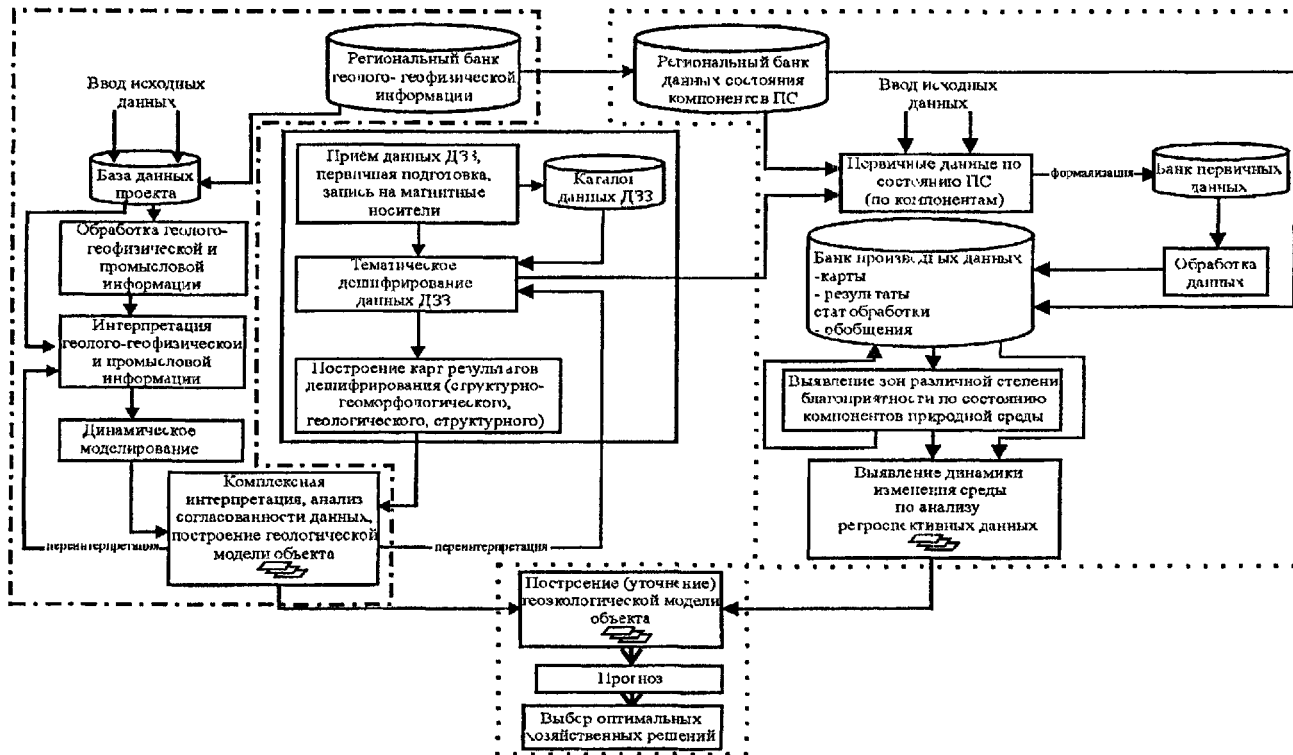 Региональный банк
геолого-геофизической
информации
Региональный банк
данных состояния
компонентов ПС
Ввод исходных
данных
Ввод исходных
данных
База данных
проекта
Приём данных ДЗЗ,
первичная подготовка,
запись на магнитные
носители
Каталог
данных ДЗЗ
Первичные данные по
состоянию ПС
(по компонентам)
формализация
Банк первичных
данных
Обработка геолого-
геофизической и
промысловой
информации
Тематическое
дешифрирование
данных ДЗЗ
Банк производных данных
-карты
- результаты
стат обработки
- обобщения
Обработка
данных
Интерпретация
геолого-геофизической
и промысловой
информации
Построение карт результатов
дешифрирования (структурно-
геоморфологического,
геологического, структурного)
Выявление зон различной степени
благоприятности по состоянию
компонентов природной среды
Динамическое
моделирование
Комплексная
интерпретация, анализ
согласованности данных,
построение геологической
модели объекта
переинтерпретация
переинтерпретация
Выявление динамики
изменения среды
по анализу
ретроспективных данных
Построение (уточнение)
геоэкологической модели
объекта
Прогноз
Выбор оптимальных
хозяйственных решений